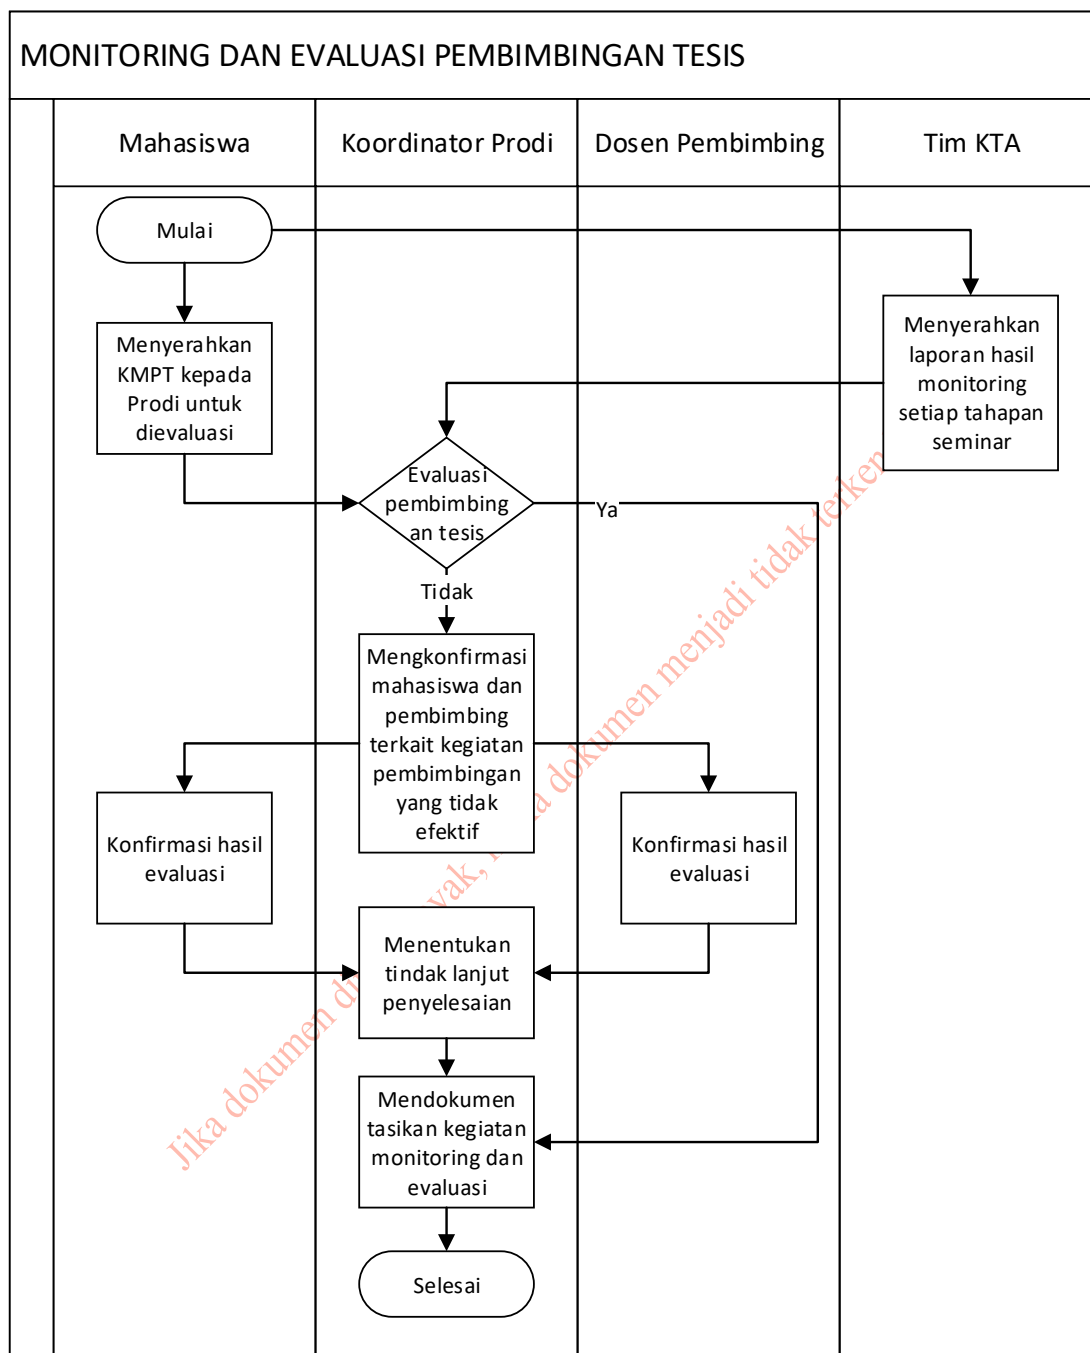 MONITORING DAN EVALUASI PEMBIMBINGAN TESIS
Mahasiswa
Koordinator Prodi
Dosen Pembimbing
Tim KTA
Mulai
Menyerahkan
KMPT kepada
Prodi untuk
dievaluasi
Menyerahkan
laporan hasil
monitoring
setiap tahapan
seminar
Evaluasi
pembimbing
an tesis
Ya
Tidak
Mengkonfirmasi
mahasiswa dan
pembimbing
terkait kegiatan
pembimbingan
yang tidak
efektif
Konfirmasi hasil
evaluasi
Konfirmasi hasil
evaluasi
Menentukan
tindak lanjut
penyelesaian
Mendokumen
tasikan kegiatan
monitoring dan
evaluasi
Selesai
Jika dokumen dokumen menjadi tidak